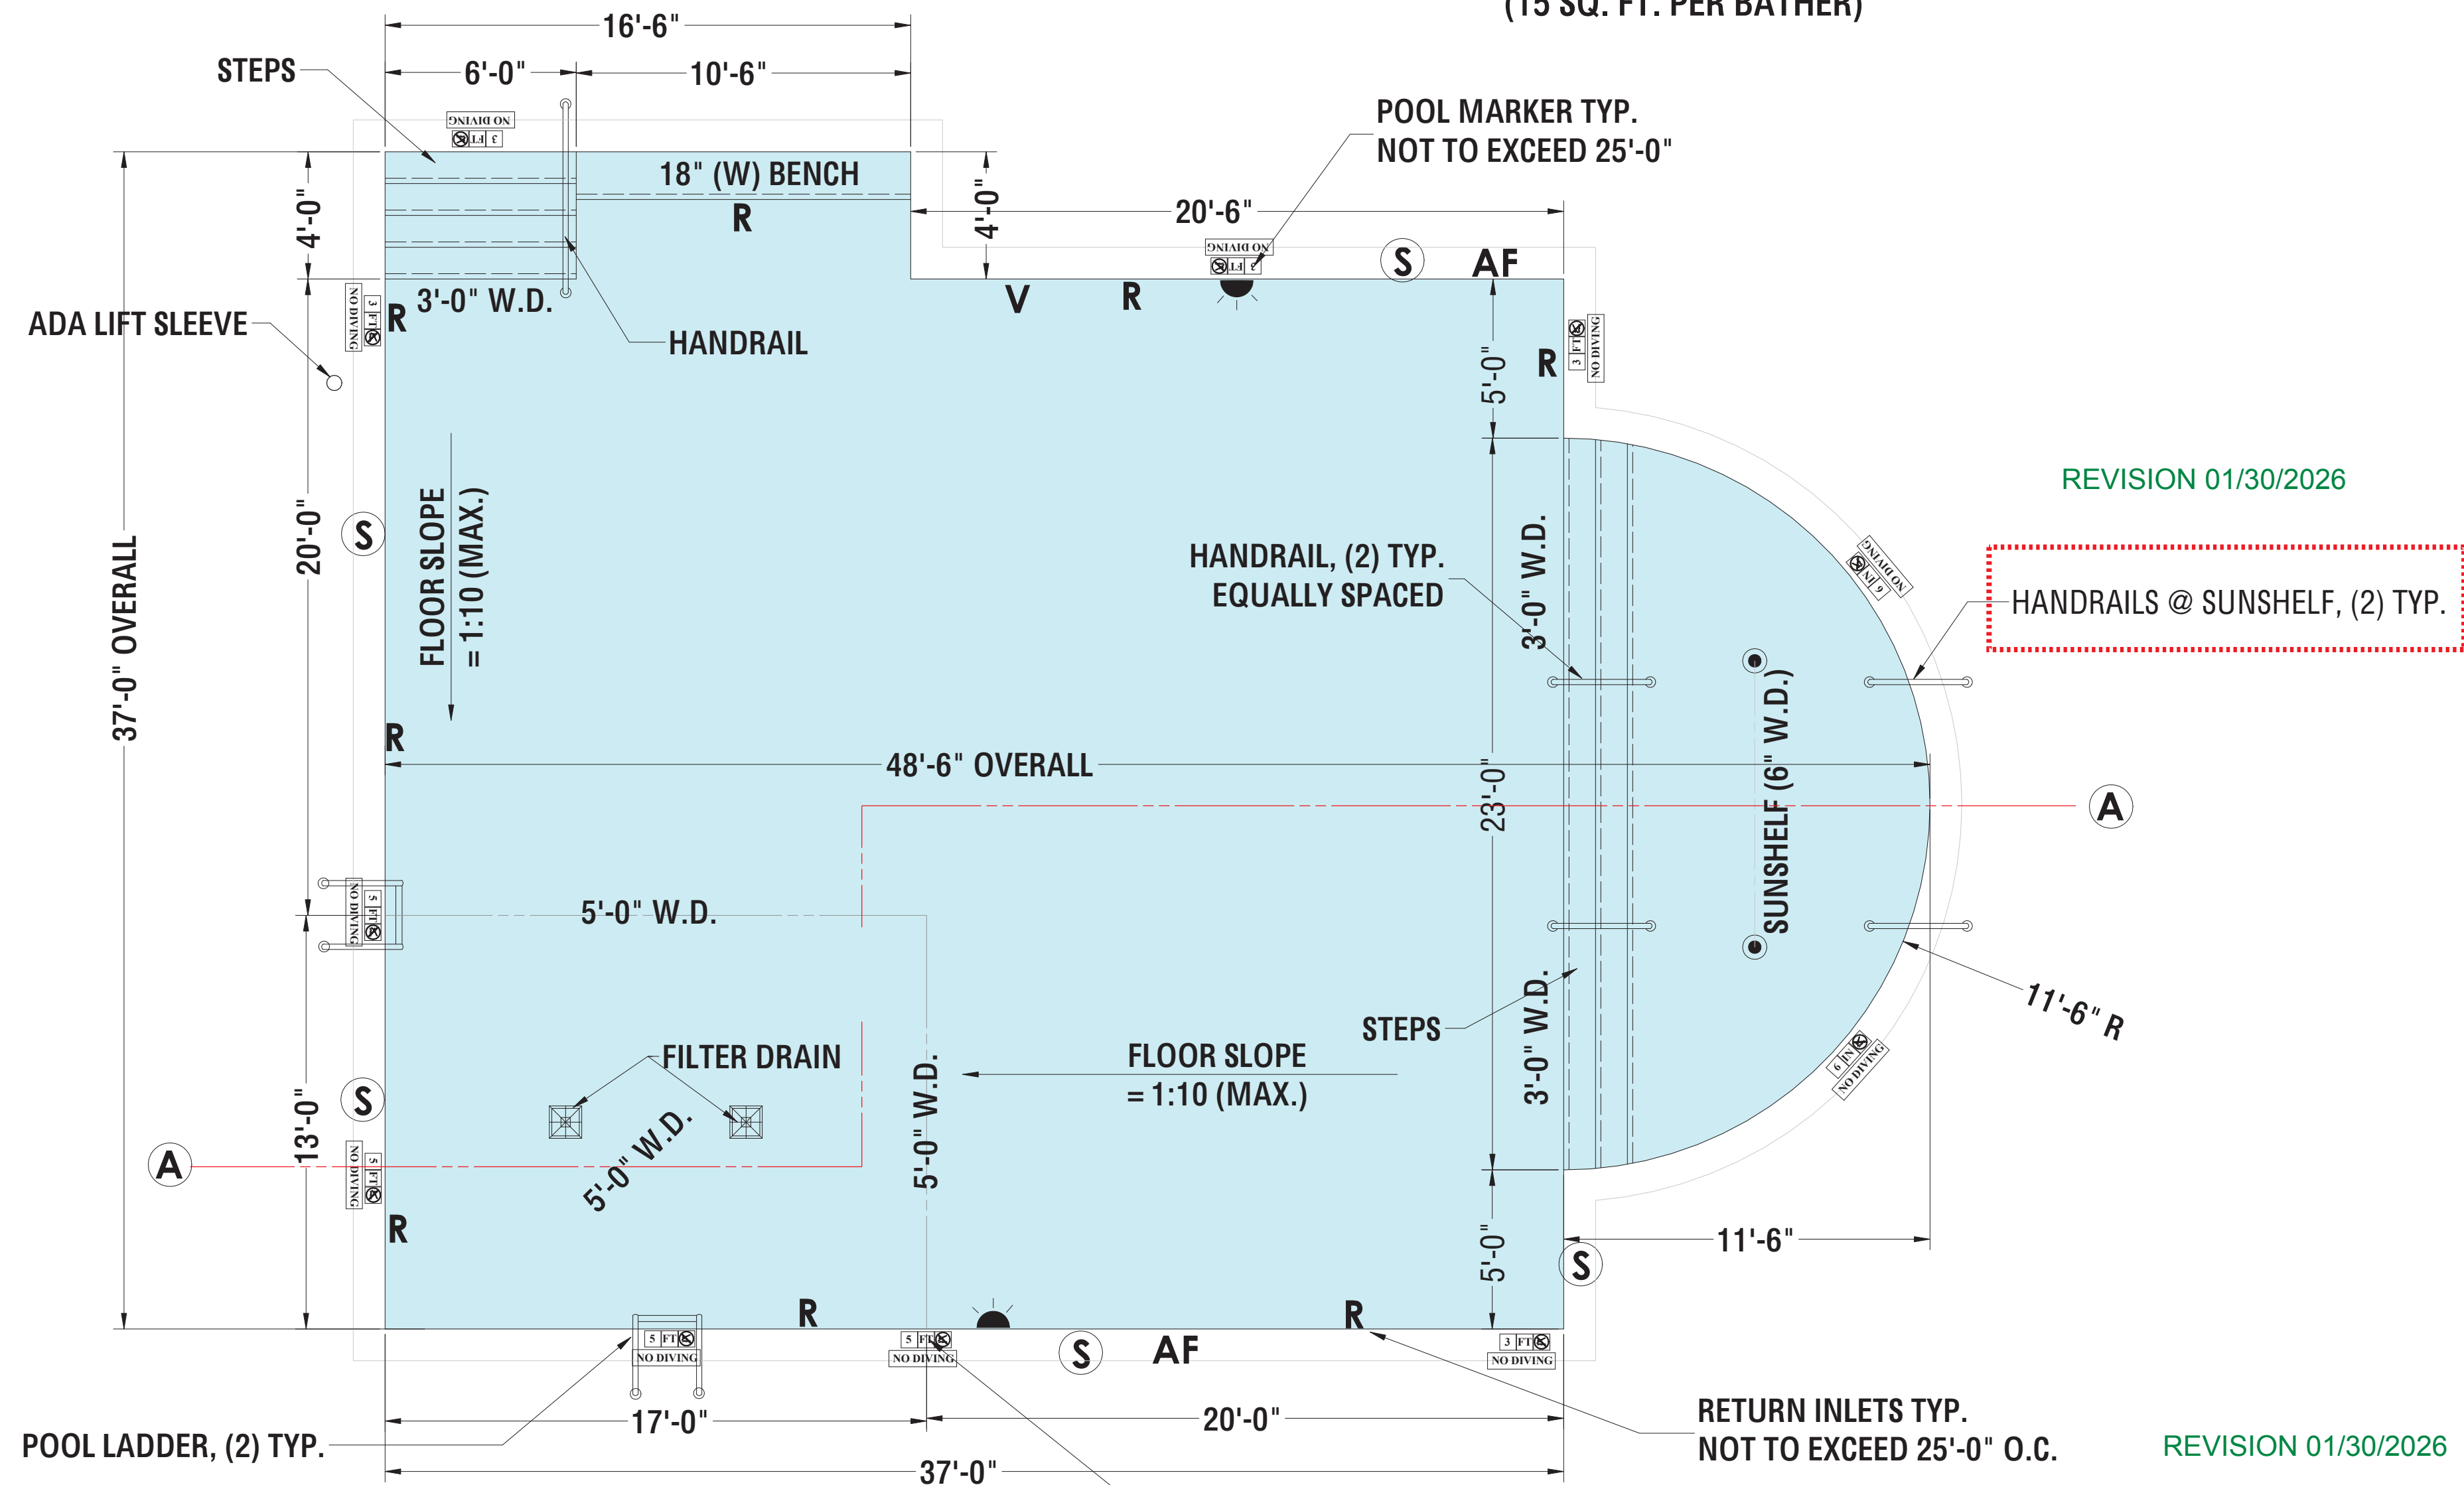 (15 SQ. FT. PER BATHER)
16'-6"
STEPS
6'-0"
10'-6"
POOL MARKER TYP.
NOT TO EXCEED 25'-0"
NO DIVING
3 FT
18" (W) BENCH
R
4'-0"
4'-0"
20'-6"
NO DIVING
3 FT
S
AF
3'-0" W.D.
V
R
NO DIVING
3 FT
R
ADA LIFT SLEEVE
HANDRAIL
5'-0"
R
3 FT
NO DIVING
REVISION 01/30/2026
37'-0" OVERALL
20'-0"
S
FLOOR SLOPE
= 1:10 (MAX.)
HANDRAIL, (2) TYP.
EQUALLY SPACED
3'-0" W.D.
NO DIVING
6 IN
HANDRAILS @ SUNSHELF, (2) TYP.
R
48'-6" OVERALL
23'-0"
SUNSHELF (6" W.D.)
A
NO DIVING
5 FT
5'-0" W.D.
11'-6" R
STEPS
3'-0" W.D.
FILTER DRAIN
5'-0" W.D.
5'-0" W.D.
FLOOR SLOPE
= 1:10 (MAX.)
6 IN
NO DIVING
S
13'-0"
A
NO DIVING
5 FT
R
5'-0"
11'-6"
S
R
R
5 FT
NO DIVING
5 FT
NO DIVING
S
AF
3 FT
NO DIVING
17'-0"
20'-0"
POOL LADDER, (2) TYP.
RETURN INLETS TYP.
NOT TO EXCEED 25'-0" O.C.
REVISION 01/30/2026
37'-0"